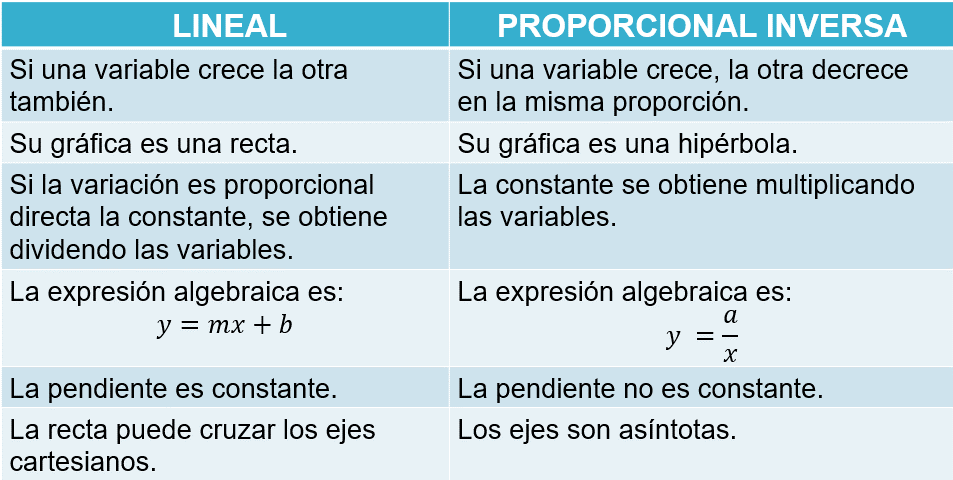 LINEAL
PROPORCIONAL INVERSA
Si una variable crece la otra
también.
Si una variable crece, la otra decrece
en la misma proporción.
Su gráfica es una recta.
Su gráfica es una hipérbola.
Si la variación es proporcional
directa la constante, se obtiene
dividendo las variables.
La constante se obtiene multiplicando
las variables.
La expresión algebraica es:
y = mx + b
La expresión algebraica es:
y = a/x
La pendiente es constante.
La pendiente no es constante.
La recta puede cruzar los ejes
cartesianos.
Los ejes son asíntotas.